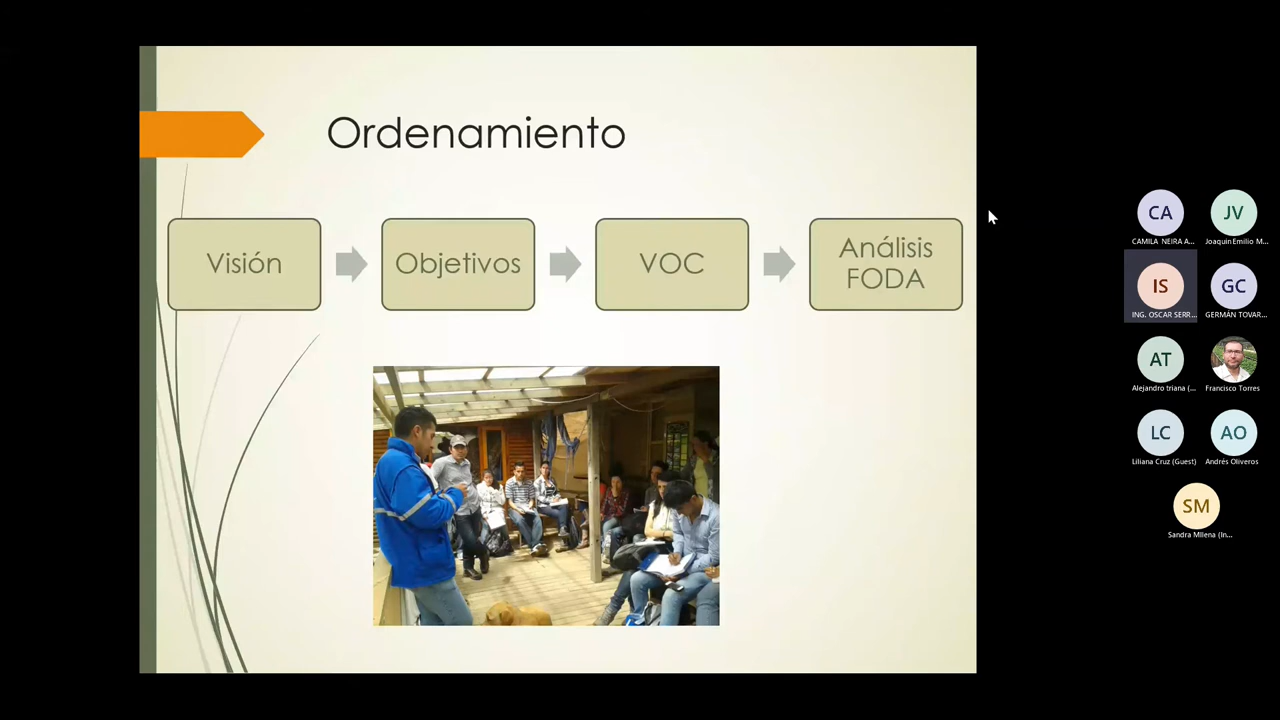 Ordenamiento
Visión
Objetivos
VOC
Análisis
FODA
CA
JV
CAMILA NEIRA A...
Joaquin Emilio M...
IS
GC
ING. OSCAR SERR...
GERMÁN TOVAR...
AT
Alejandro triana (...
Francisco Torres
LC
AO
Liliana Cruz (Guest)
Andrés Oliveros
SM
Sandra Milena (In...